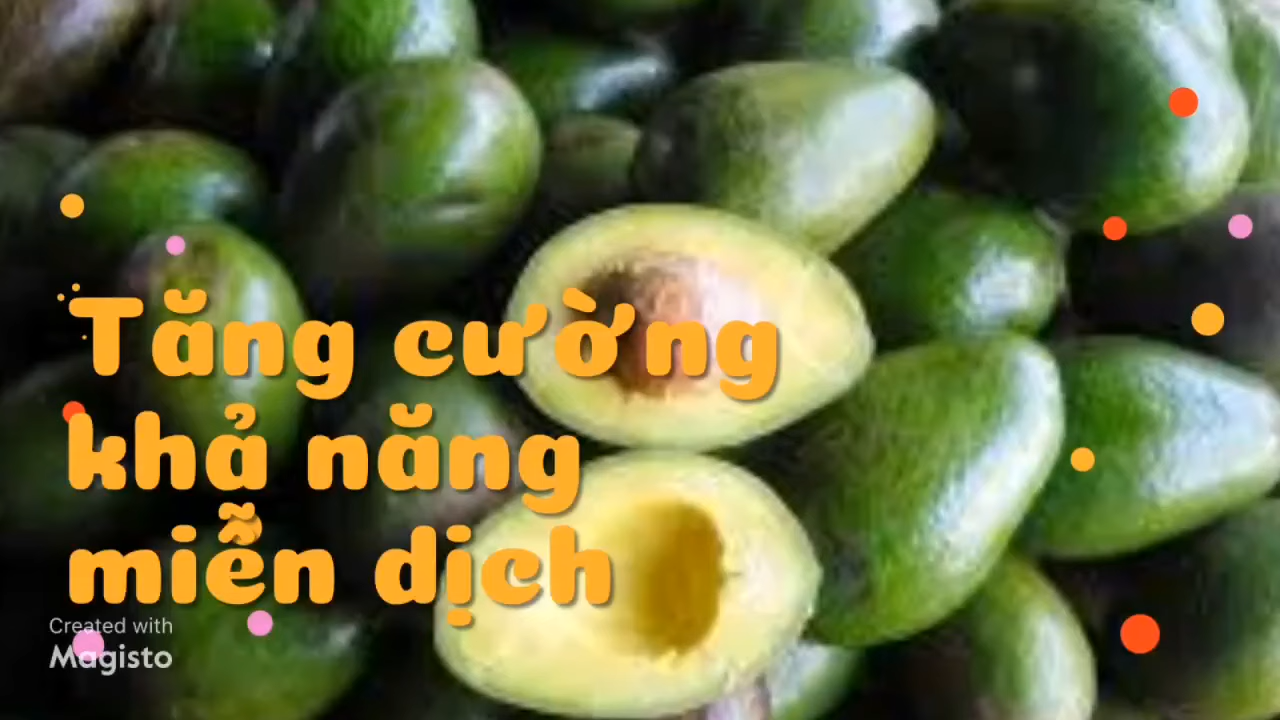 Tăng cường
khả năng
miễn dịch
Created with
Magisto